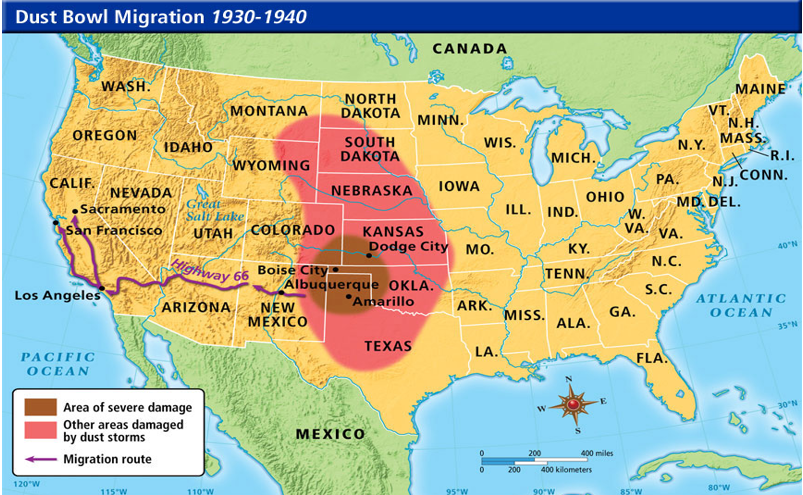 Dust Bowl Migration 1930-1940
CANADA
WASH.
MAINE
MONTANA
NORTH
DAKOTA
MINN.
VT.
N.H.
MASS.
OREGON
IDAHO
SOUTH
DAKOTA
WIS.
MICH.
N.Y.
R.I.
CONN.
WYOMING
CALIF.
NEVADA
NEBRASKA
IOWA
PA.
N.J.
Sacramento
Great
Salt Lake
ILL.
IND.
OHIO
MD.
DEL.
San Francisco
UTAH
COLORADO
KANSAS
Dodge City
MO.
KY.
W.
VA.
VA.
40°N
Highway 66
Boise City
Albuquerque
OKLA.
TENN.
N.C.
Los Angeles
ARIZONA
NEW
MEXICO
Amarillo
ARK.
MISS.
ALA.
GA.
S.C.
ATLANTIC
OCEAN
35°N
TEXAS
LA.
FLA.
PACIFIC
OCEAN
N
W
E
S
30°N
Area of severe damage
Other areas damaged
by dust storms
Migration route
MEXICO
0 200 400 miles
0 200 400 kilometers
120°W
115°W
110°W
95°W
90°W
85°W
80°W